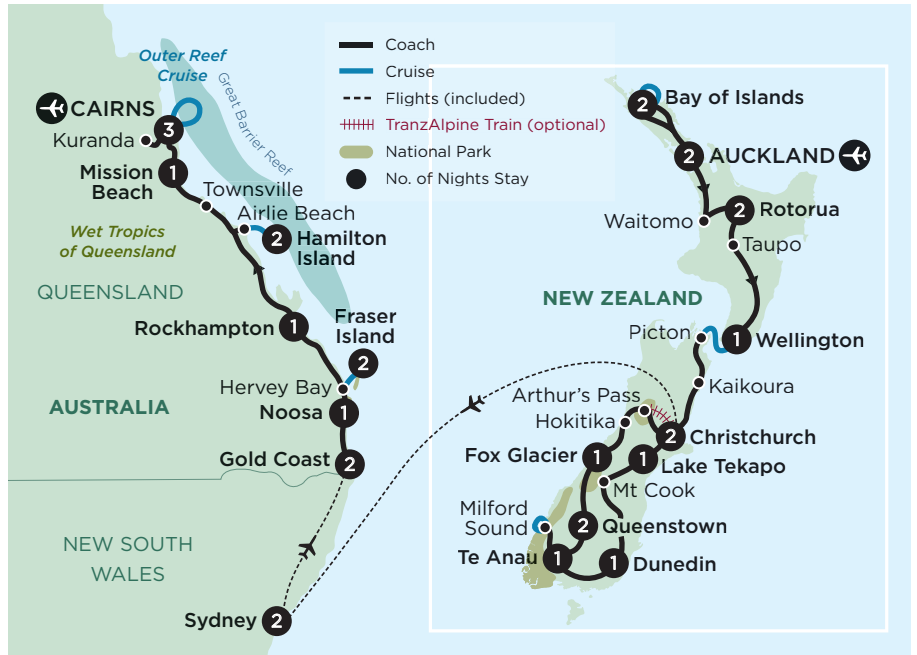 Coach
Cruise
Flights (included)
TranzAlpine Train (optional)
National Park
No. of Nights Stay
Outer Reef
Cruise
Great Barrier Reef
CAIRNS
3
Kuranda
Mission
Beach
1
Townsville
Airlie Beach
2
Hamilton
Island
Wet Tropics
of Queensland
QUEENSLAND
Rockhampton
1
Fraser
Island
2
Hervey Bay
AUSTRALIA
Noosa
1
Gold Coast
2
NEW SOUTH
WALES
Sydney
2
2
Bay of Islands
2
AUCKLAND
Waitomo
2
Rotorua
Taupo
NEW ZEALAND
Picton
1
Wellington
Kaikoura
Arthur's Pass
Hokitika
2
Christchurch
Fox Glacier
1
1
Lake Tekapo
Mt Cook
Milford
Sound
2
Queenstown
Te Anau
1
1
Dunedin